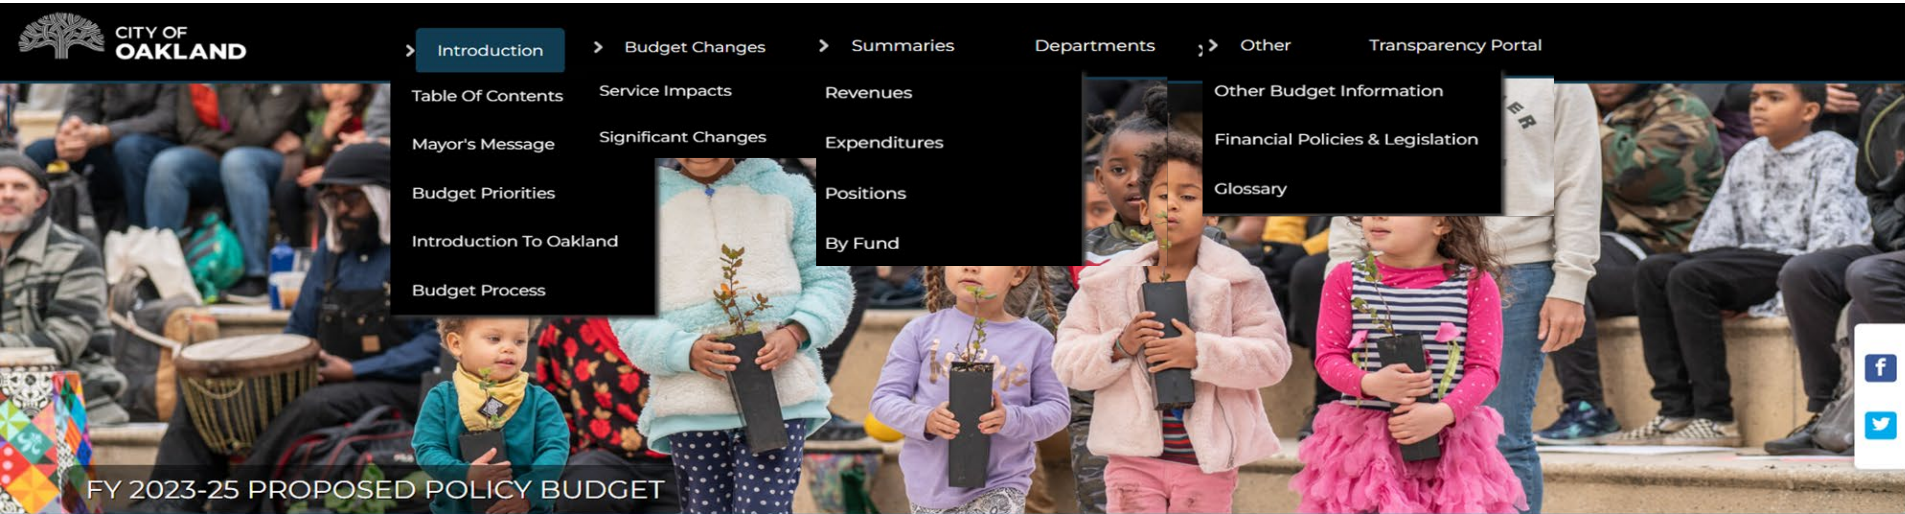 CITY OF
OAKLAND
Introduction
Table Of Contents
Mayor's Message
Budget Priorities
Introduction To Oakland
Budget Process
Budget Changes
Service Impacts
Significant Changes
Summaries
Revenues
Expenditures
Positions
By Fund
Departments
Other
Other Budget Information
Financial Policies & Legislation
Glossary
Transparency Portal
FY 2023-25 PROPOSED POLICY BUDGET